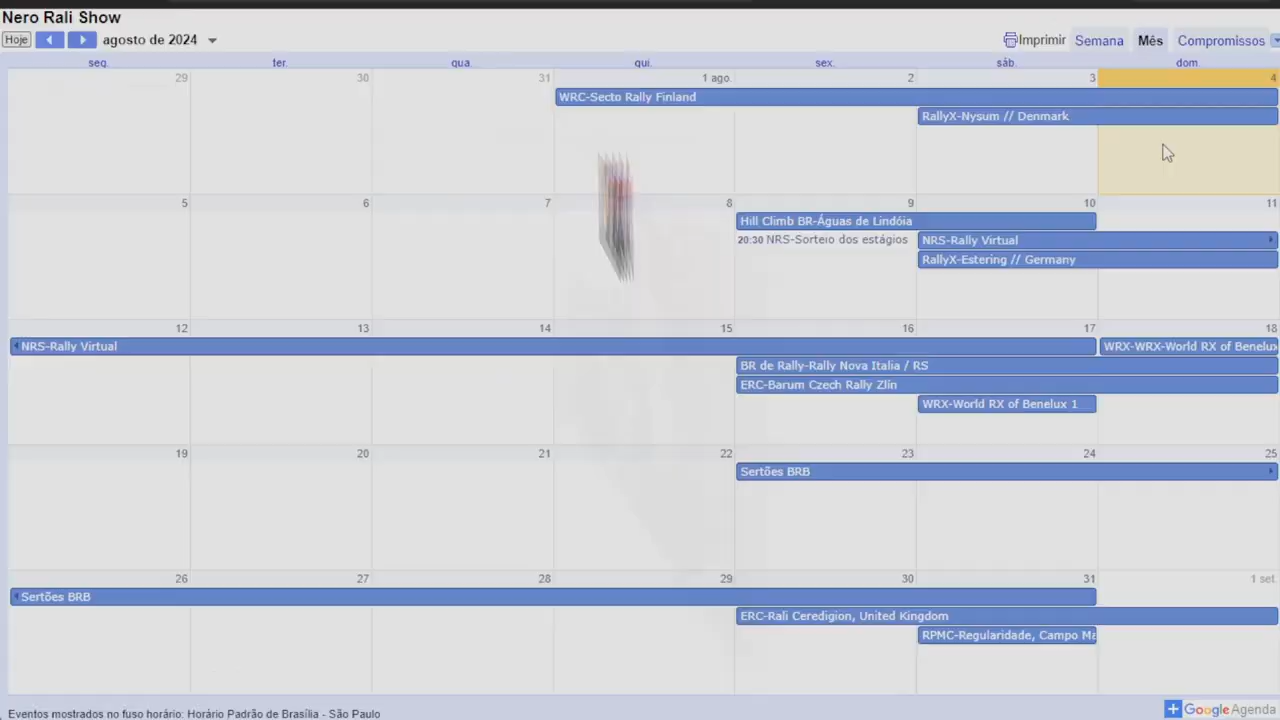 Nero Rali Show
Hoje agosto de 2024 Imprimir Semana Mês Compromissos
seg. ter. qua. qui. sex. sáb. dom.
29 30 31 1 ago. 2 3 4
WRC-Secto Rally Finland
RallyX-Nysum // Denmark
5 6 7 8 9 10 11
Hill Climb BR-Águas de Lindóia
20:30 NRS-Sorteio dos estágios NRS-Rally Virtual
RallyX-Estering // Germany
12 13 14 15 16 17 18
NRS-Rally Virtual WRX-WRX-World RX of Benelux
BR de Rally-Rally Nova Italia / RS
ERC-Barum Czech Rally Zlín
WRX-World RX of Benelux 1
19 20 21 22 23 24 25
Sertões BRB
26 27 28 29 30 31 1 set.
Sertões BRB
ERC-Rali Ceredigion, United Kingdom
RPMC-Regularidade, Campo
Eventos mostrados no fuso horário: Horário Padrão de Brasília - São Paulo
Google Agenda